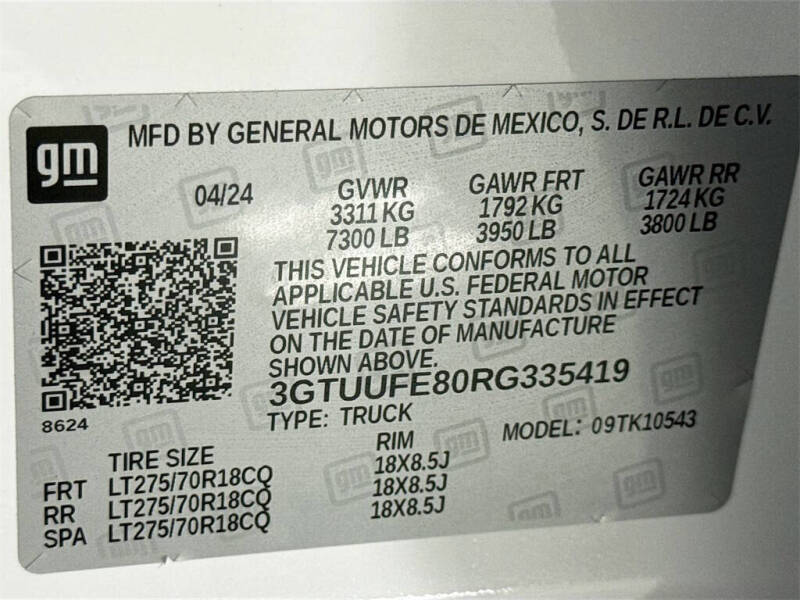 gm
MFD BY GENERAL MOTORS DE MEXICO, S. DE R.L. DE C.V.
04/24 GVWR GAWR FRT GAWR RR
3311 KG 1792 KG 1724 KG
7300 LB 3950 LB 3800 LB
THIS VEHICLE CONFORMS TO ALL
APPLICABLE U.S. FEDERAL MOTOR
VEHICLE SAFETY STANDARDS IN EFFECT
ON THE DATE OF MANUFACTURE
SHOWN ABOVE.
3GTUUFE80RG335419
8624
TYPE: TRUCK MODEL: 09TK10543
TIRE SIZE RIM
FRT LT275/70R18CQ 18X8.5J
RR LT275/70R18CQ 18X8.5J
SPA LT275/70R18CQ 18X8.5J